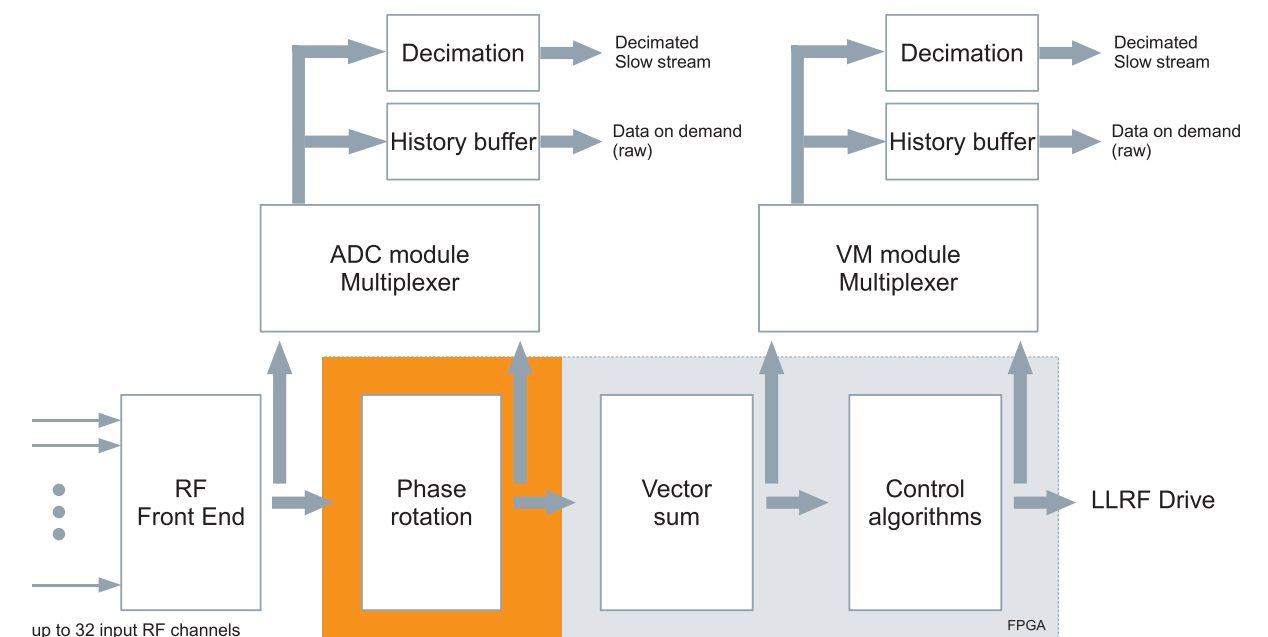 Decimation
Decimated
Slow stream
History buffer
Data on demand
(raw)
ADC module
Multiplexer
Decimation
Decimated
Slow stream
History buffer
Data on demand
(raw)
VM module
Multiplexer
RF
Front End
Phase
rotation
Vector
sum
Control
algorithms
LLRF Drive
up to 32 input RF channels
FPGA